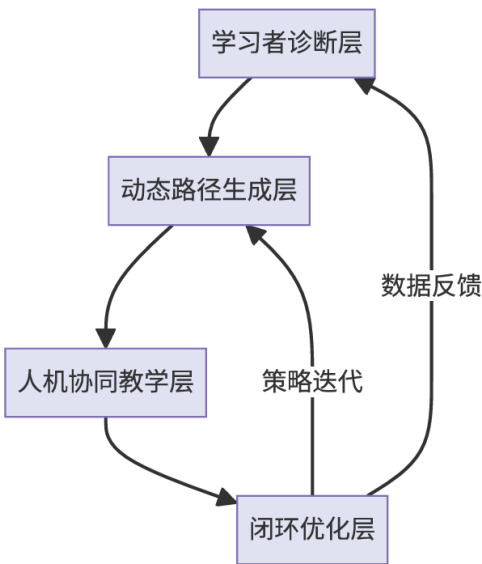 学习者诊断层
动态路径生成层
数据反馈
人机协同教学层
策略迭代
闭环优化层